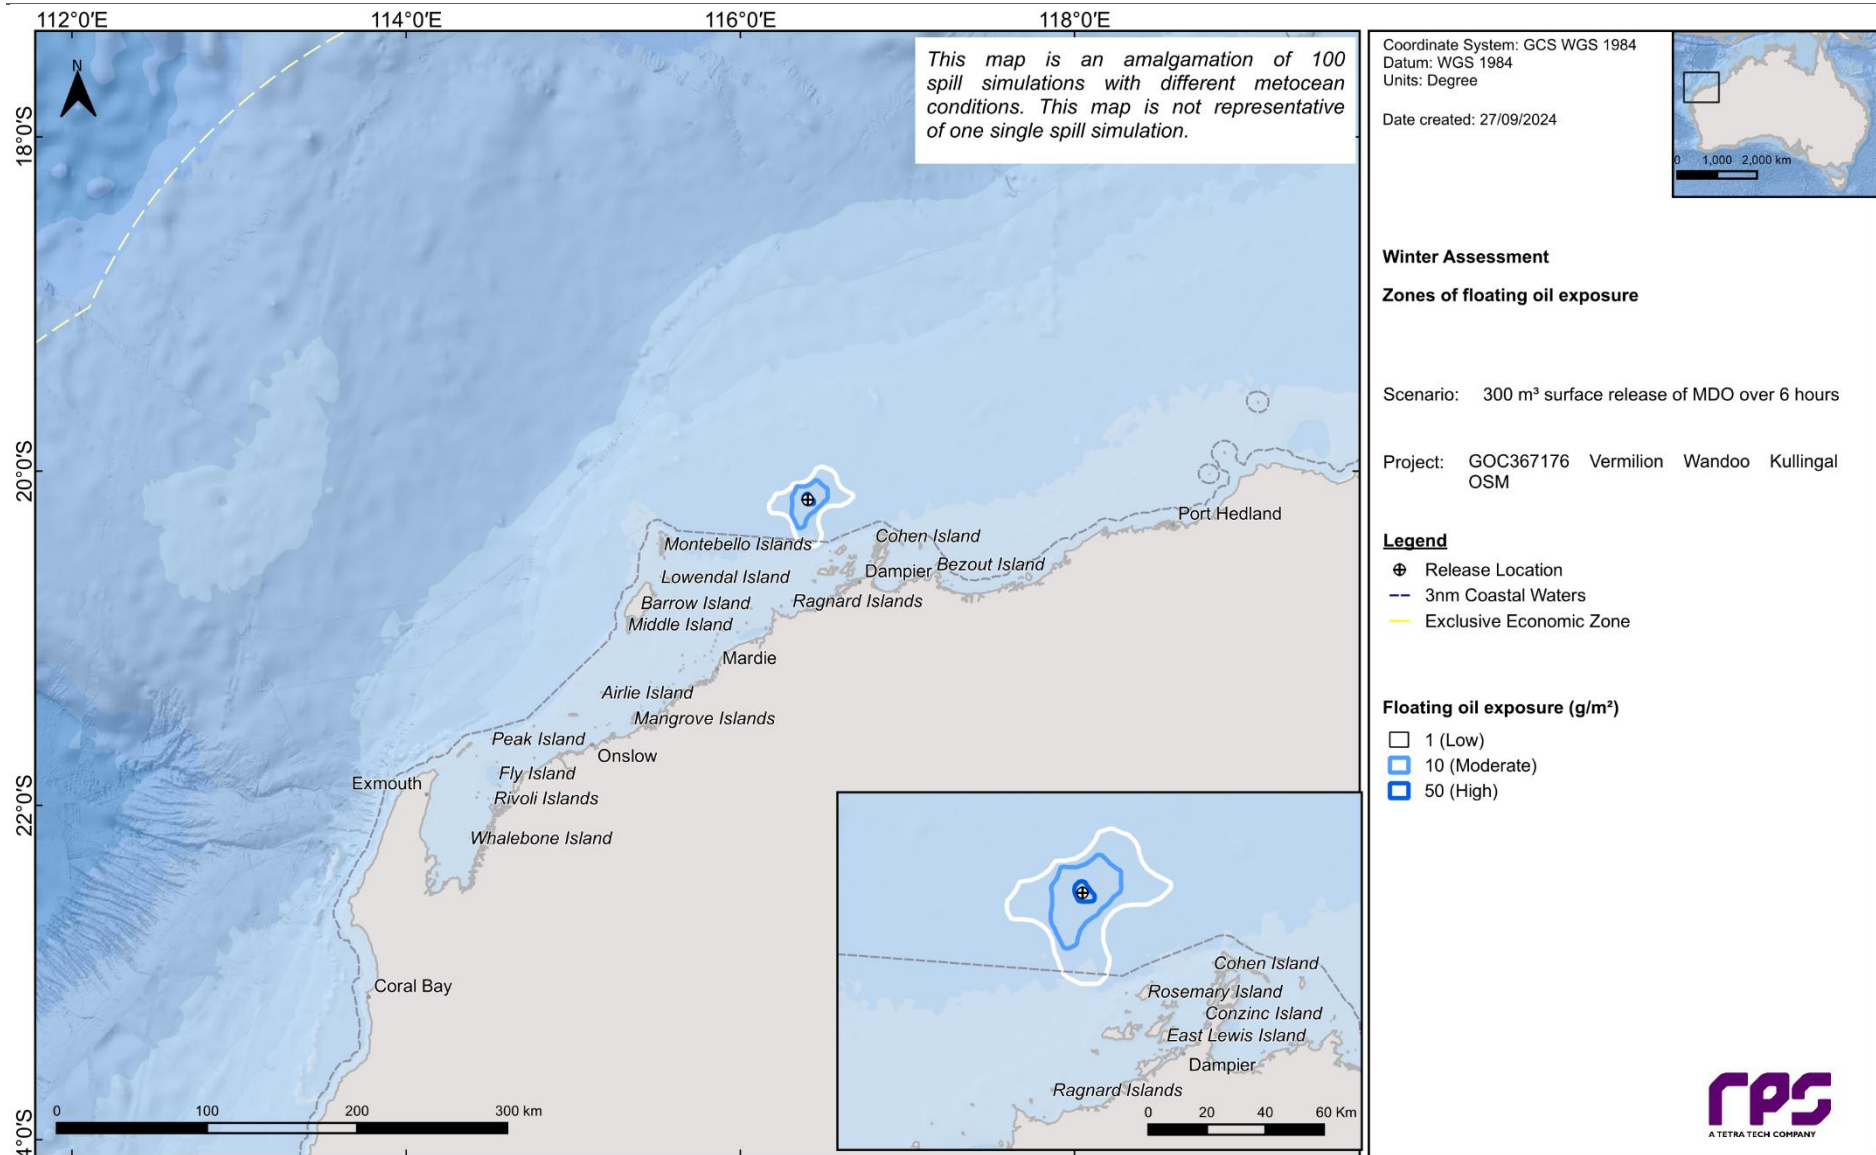 112°0'E
114°0'E
116°0'E
118°0'E
18°0'S
20°0'S
22°0'S
4°0'S
N
This map is an amalgamation of 100
spill simulations with different metocean
conditions. This map is not representative
of one single spill simulation.
Montebello Islands
Cohen Island
Port Hedland
Lowendal Island
Dampier
Bezout Island
Barrow Island
Ragnard Islands
Middle Island
Mardie
Airlie Island
Mangrove Islands
Peak Island
Onslow
Exmouth
Fly Island
Rivoli Islands
Whalebone Island
Coral Bay
0 100 200 300 km
Cohen Island
Rosemary Island
Conzinc Island
East Lewis Island
Dampier
Ragnard Islands
0 20 40 60 Km
Coordinate System: GCS WGS 1984
Datum: WGS 1984
Units: Degree
Date created: 27/09/2024
0 1,000 2,000 km
Winter Assessment
Zones of floating oil exposure
Scenario: 300 m³ surface release of MDO over 6 hours
Project: GOC367176 Vermilion Wandoo Kullingal
OSM
Legend
Release Location
3nm Coastal Waters
Exclusive Economic Zone
Floating oil exposure (g/m²)
1 (Low)
10 (Moderate)
50 (High)
rps
A TETRA TECH COMPANY